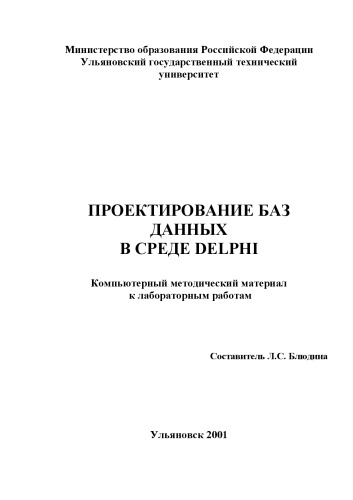 Министерство образования Российской Федерации
Ульяновский государственный технический
университет
ПРОЕКТИРОВАНИЕ БАЗ
ДАННЫХ
В СРЕДЕ DELPHI
Компьютерный методический материал
к лабораторным работам
Составитель Л.С. Блюдина
Ульяновск 2001